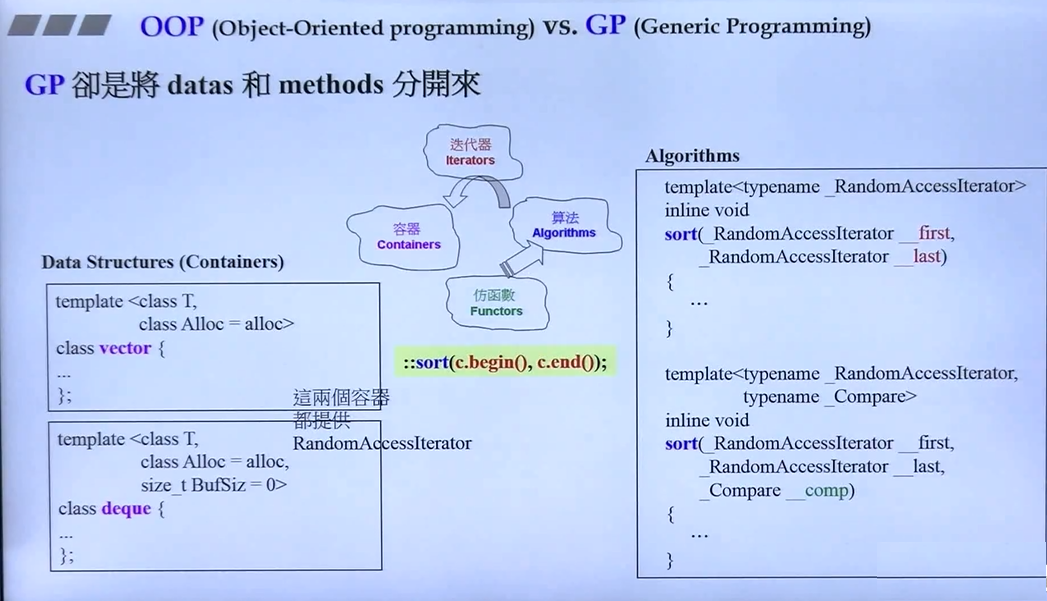 OOP (Object-Oriented programming) vs. GP (Generic Programming)
GP 卻是將 datas 和 methods 分開來
迭代器
Iterators
容器
Containers
算法
Algorithms
仿函數
Functors
::sort(c.begin(), c.end());
Data Structures (Containers)
template <class T,
class Alloc = alloc>
class vector {
...
};
template <class T,
class Alloc = alloc,
size_t BufSiz = 0>
class deque {
...
};
這兩個容器
都提供
RandomAccessIterator
Algorithms
template<typename _RandomAccessIterator>
inline void
sort(_RandomAccessIterator __first,
_RandomAccessIterator __last)
{
...
}
template<typename _RandomAccessIterator,
typename _Compare>
inline void
sort(_RandomAccessIterator __first,
_RandomAccessIterator __last,
_Compare __comp)
{
...
}